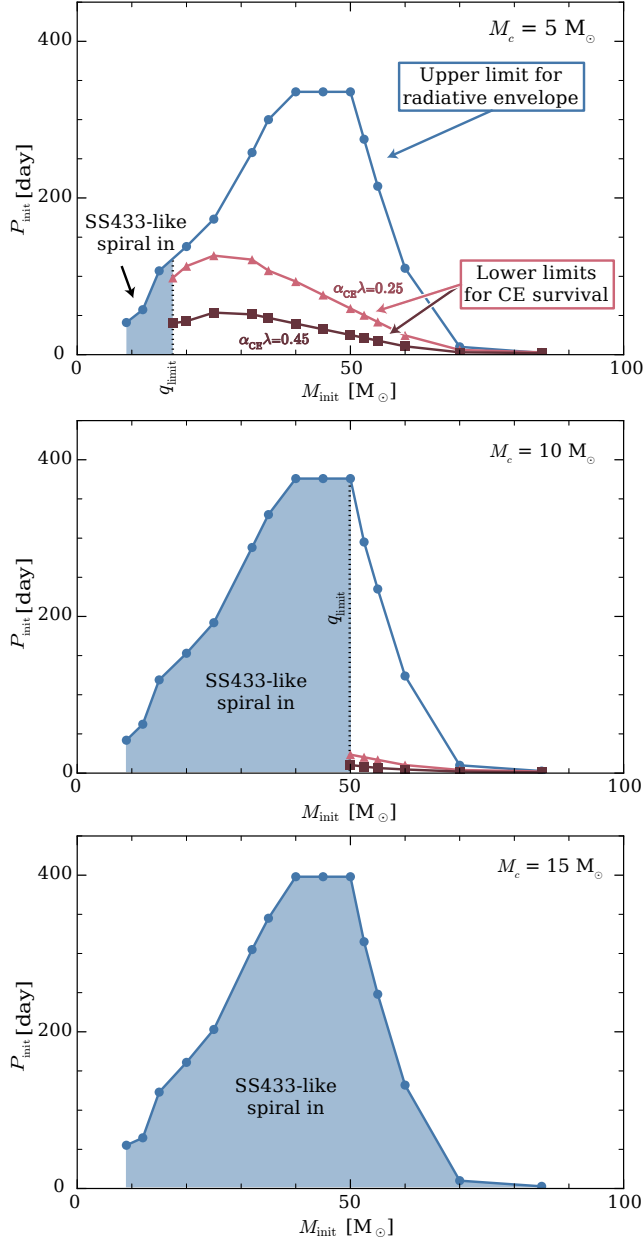 M_c = 5 M_⊙
400
Upper limit for
radiative envelope
P_init [day]
200
SS433-like
spiral in
α_CE λ=0.25
Lower limits
for CE survival
α_CE λ=0.45
0
0
q_limit
50
100
M_init [M_⊙]
M_c = 10 M_⊙
400
P_init [day]
200
q_limit
SS433-like
spiral in
0
0
50
100
M_init [M_⊙]
M_c = 15 M_⊙
400
P_init [day]
200
SS433-like
spiral in
0
0
50
100
M_init [M_⊙]